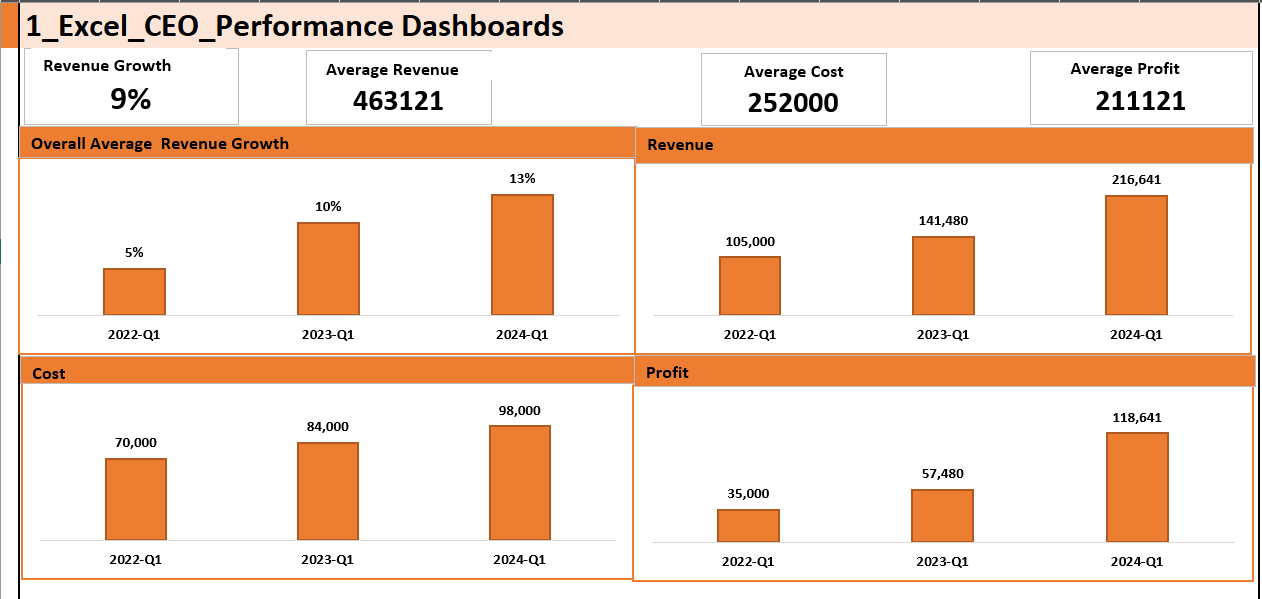 1_Excel_CEO_Performance Dashboards
Revenue Growth
9%
Average Revenue
463121
Average Cost
252000
Average Profit
211121
Overall Average  Revenue Growth
5%
10%
13%
2022-Q1
2023-Q1
2024-Q1
Revenue
105,000
141,480
216,641
2022-Q1
2023-Q1
2024-Q1
Cost
70,000
84,000
98,000
2022-Q1
2023-Q1
2024-Q1
Profit
35,000
57,480
118,641
2022-Q1
2023-Q1
2024-Q1